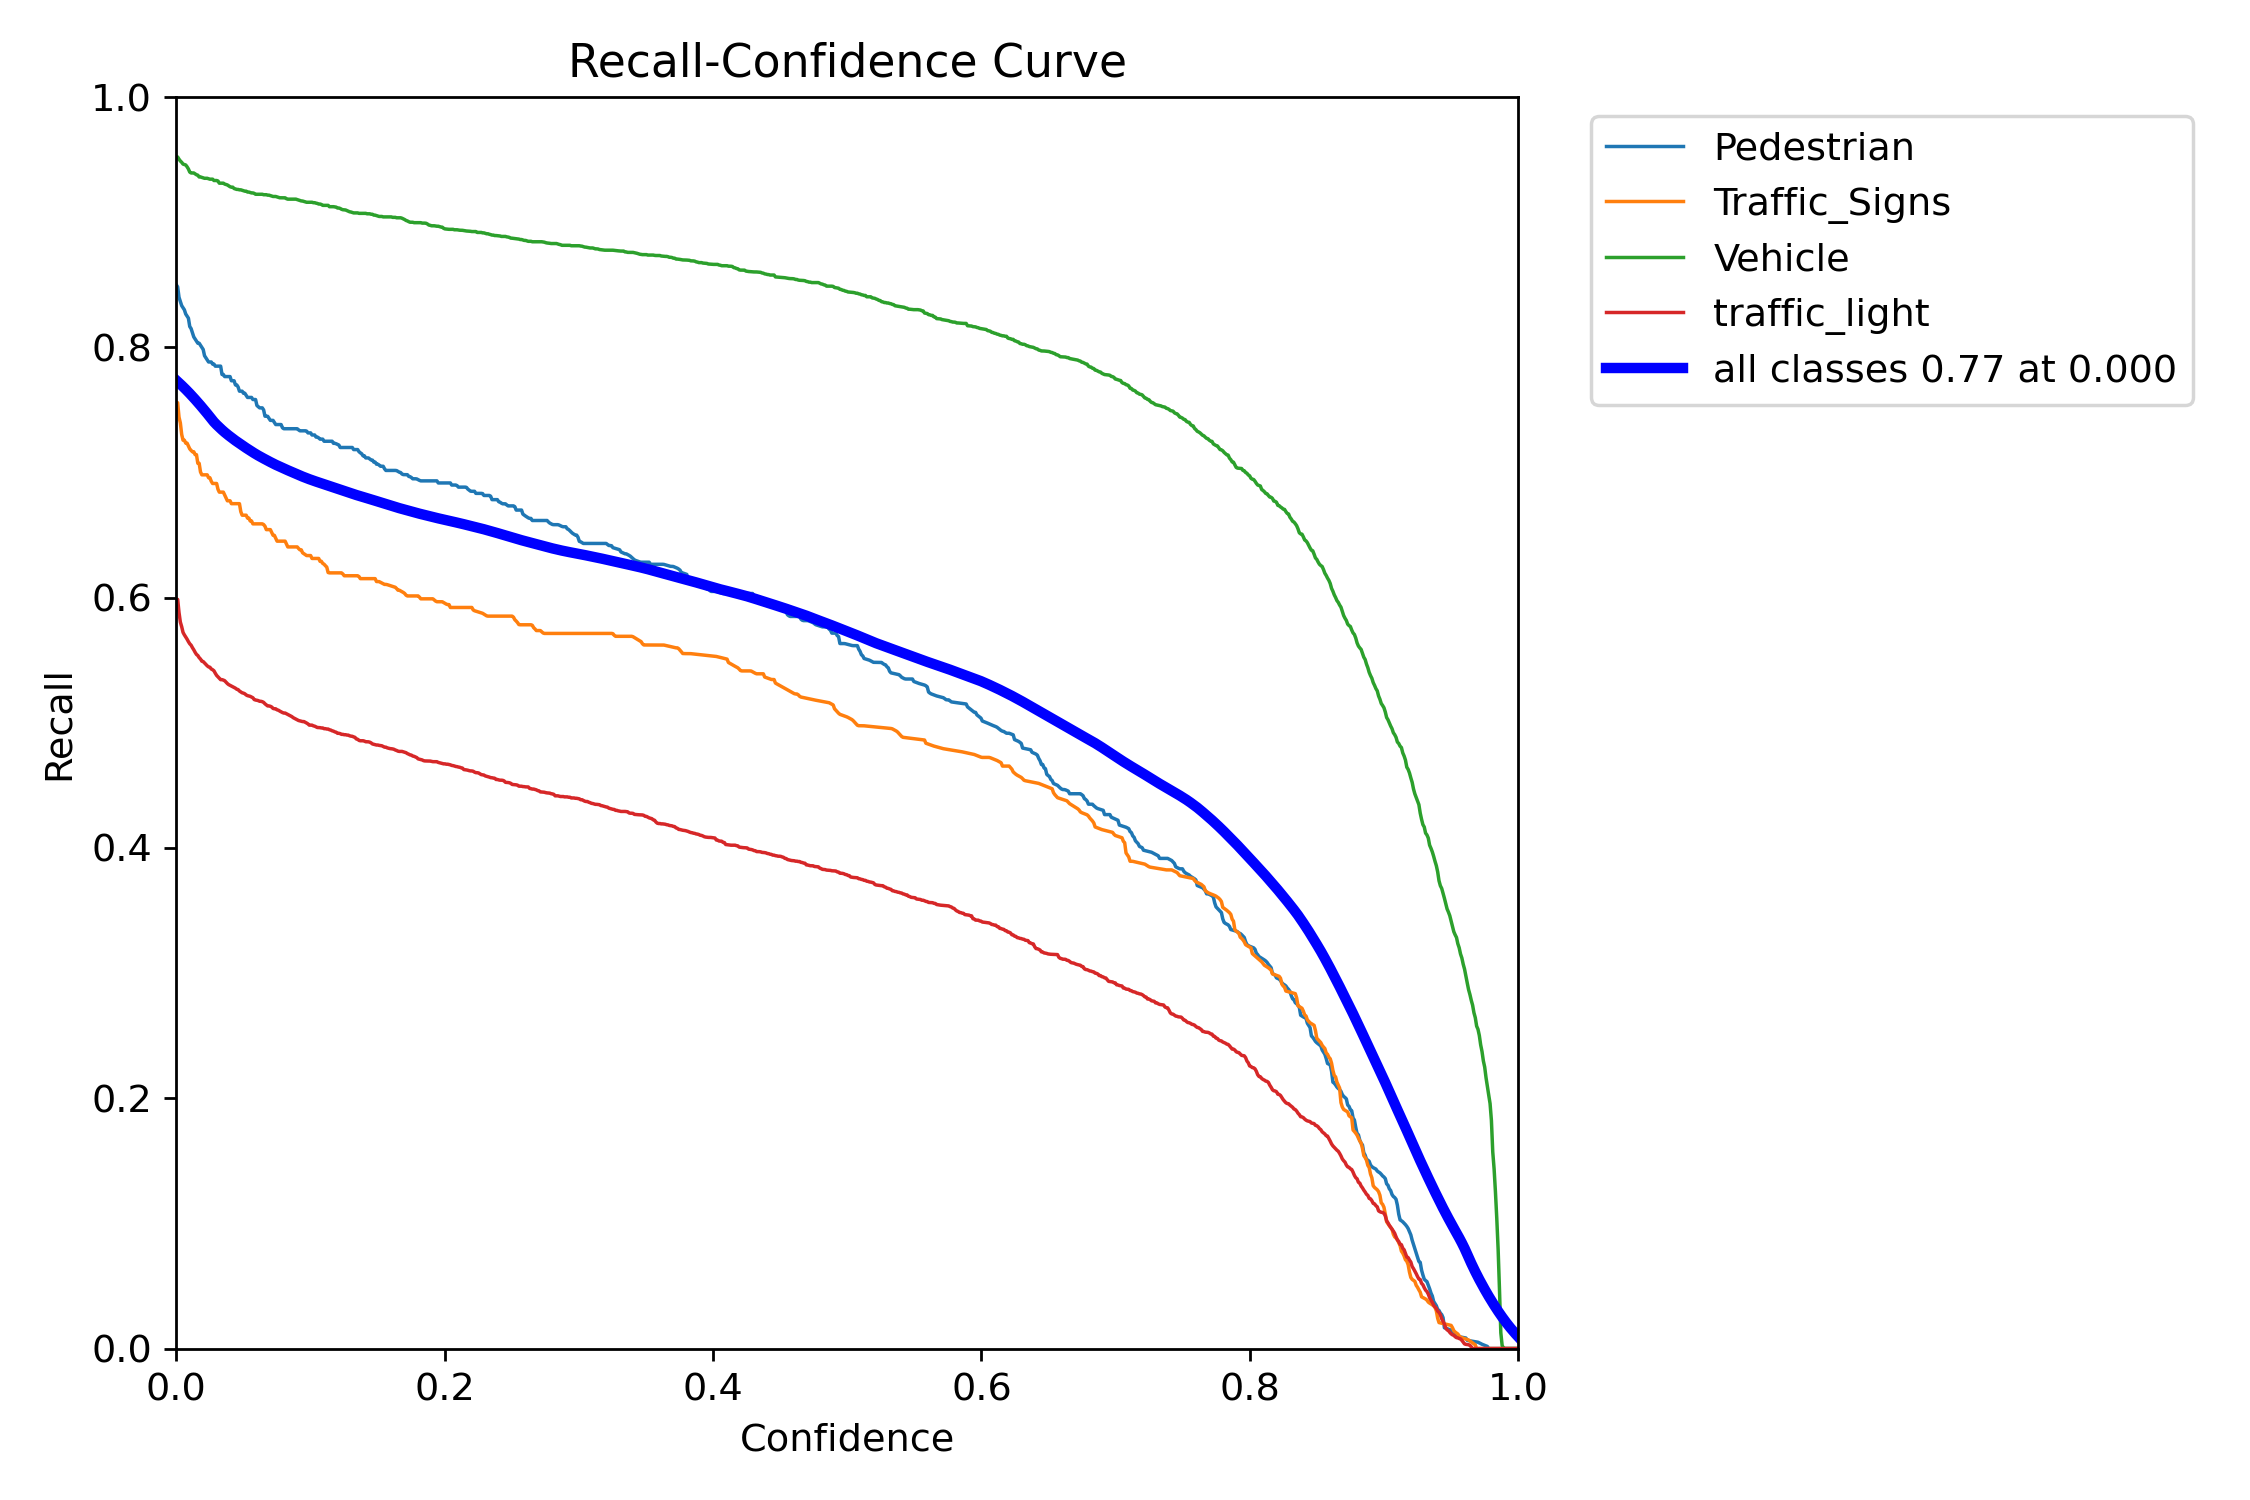 Recall-Confidence Curve
1.0
0.8
0.6
0.4
0.2
0.0
Recall
0.0 0.2 0.4 0.6 0.8 1.0
Confidence
Pedestrian
Traffic_Signs
Vehicle
traffic_light
all classes 0.77 at 0.000